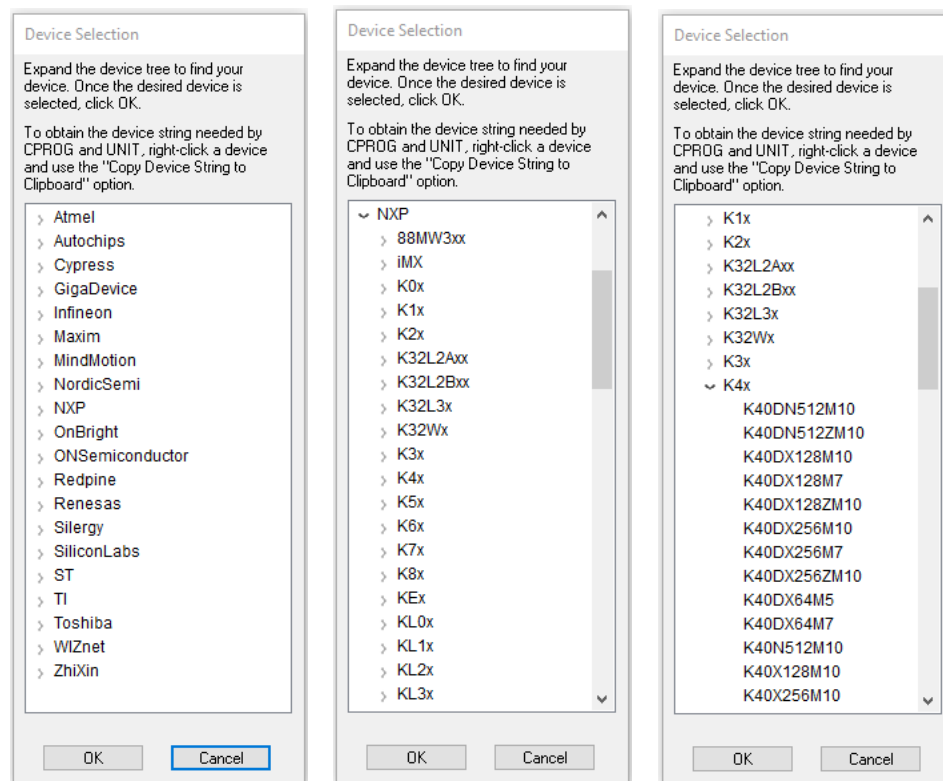 Device Selection
Expand the device tree to find your
device. Once the desired device is
selected, click OK.
To obtain the device string needed by
CPROG and UNIT, right-click a device
and use the "Copy Device String to
Clipboard" option.
Atmel
Autochips
Cypress
GigaDevice
Infineon
Maxim
MindMotion
NordicSemi
NXP
OnBright
ONSemiconductor
Redpine
Renesas
Silergy
SiliconLabs
ST
TI
Toshiba
WIZnet
ZhiXin
OK
Cancel
Device Selection
Expand the device tree to find your
device. Once the desired device is
selected, click OK.
To obtain the device string needed by
CPROG and UNIT, right-click a device
and use the "Copy Device String to
Clipboard" option.
NXP
88MW3xx
iMX
K0x
K1x
K2x
K32L2Axx
K32L2Bxx
K32L3x
K32Wx
K3x
K4x
K5x
K6x
K7x
K8x
KEx
KL0x
KL1x
KL2x
KL3x
OK
Cancel
Device Selection
Expand the device tree to find your
device. Once the desired device is
selected, click OK.
To obtain the device string needed by
CPROG and UNIT, right-click a device
and use the "Copy Device String to
Clipboard" option.
K1x
K2x
K32L2Axx
K32L2Bxx
K32L3x
K32Wx
K3x
K4x
K40DN512M10
K40DN512ZM10
K40DX128M10
K40DX128M7
K40DX128ZM10
K40DX256M10
K40DX256M7
K40DX256ZM10
K40DX64M5
K40DX64M7
K40N512M10
K40X128M10
K40X256M10
OK
Cancel